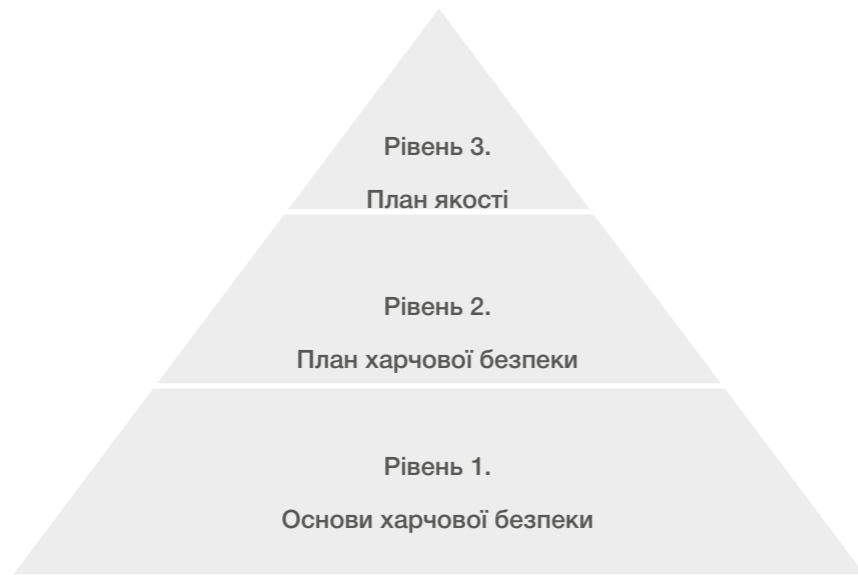 Рівень 3.
План якості
Рівень 2.
План харчової безпеки
Рівень 1.
Основи харчової безпеки